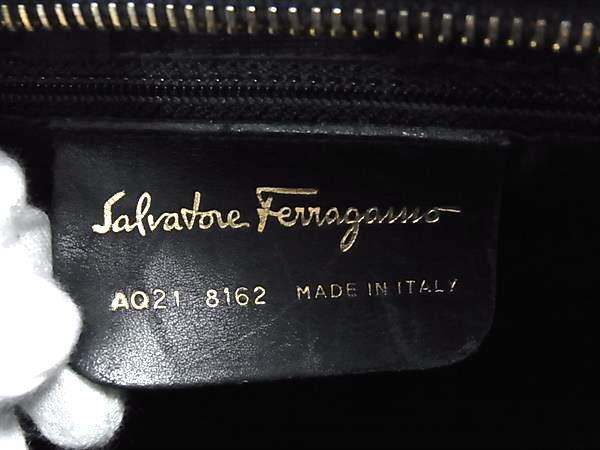 Salvatore Ferragamo
AQ21 8162 MADE IN ITALY